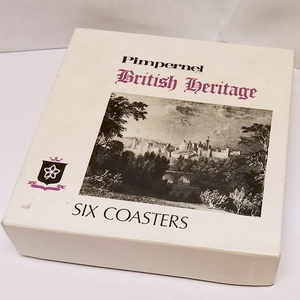 Pimpernel
British Heritage
SIX COASTERS